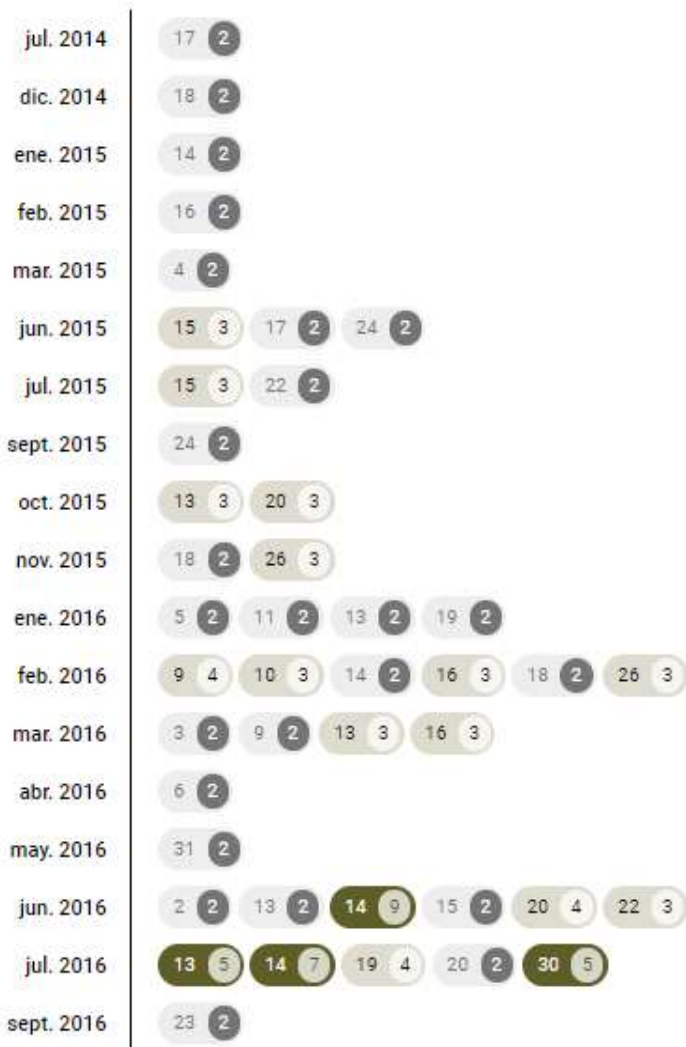 jul. 2014 17 2
dic. 2014 18 2
ene. 2015 14 2
feb. 2015 16 2
mar. 2015 4 2
jun. 2015 15 3 17 2 24 2
jul. 2015 15 3 22 2
sept. 2015 24 2
oct. 2015 13 3 20 3
nov. 2015 18 2 26 3
ene. 2016 5 2 11 2 13 2 19 2
feb. 2016 9 4 10 3 14 2 16 3 18 2 26 3
mar. 2016 3 2 9 2 13 3 16 3
abr. 2016 6 2
may. 2016 31 2
jun. 2016 2 2 13 2 14 9 15 2 20 4 22 3
jul. 2016 13 5 14 7 19 4 20 2 30 5
sept. 2016 23 2